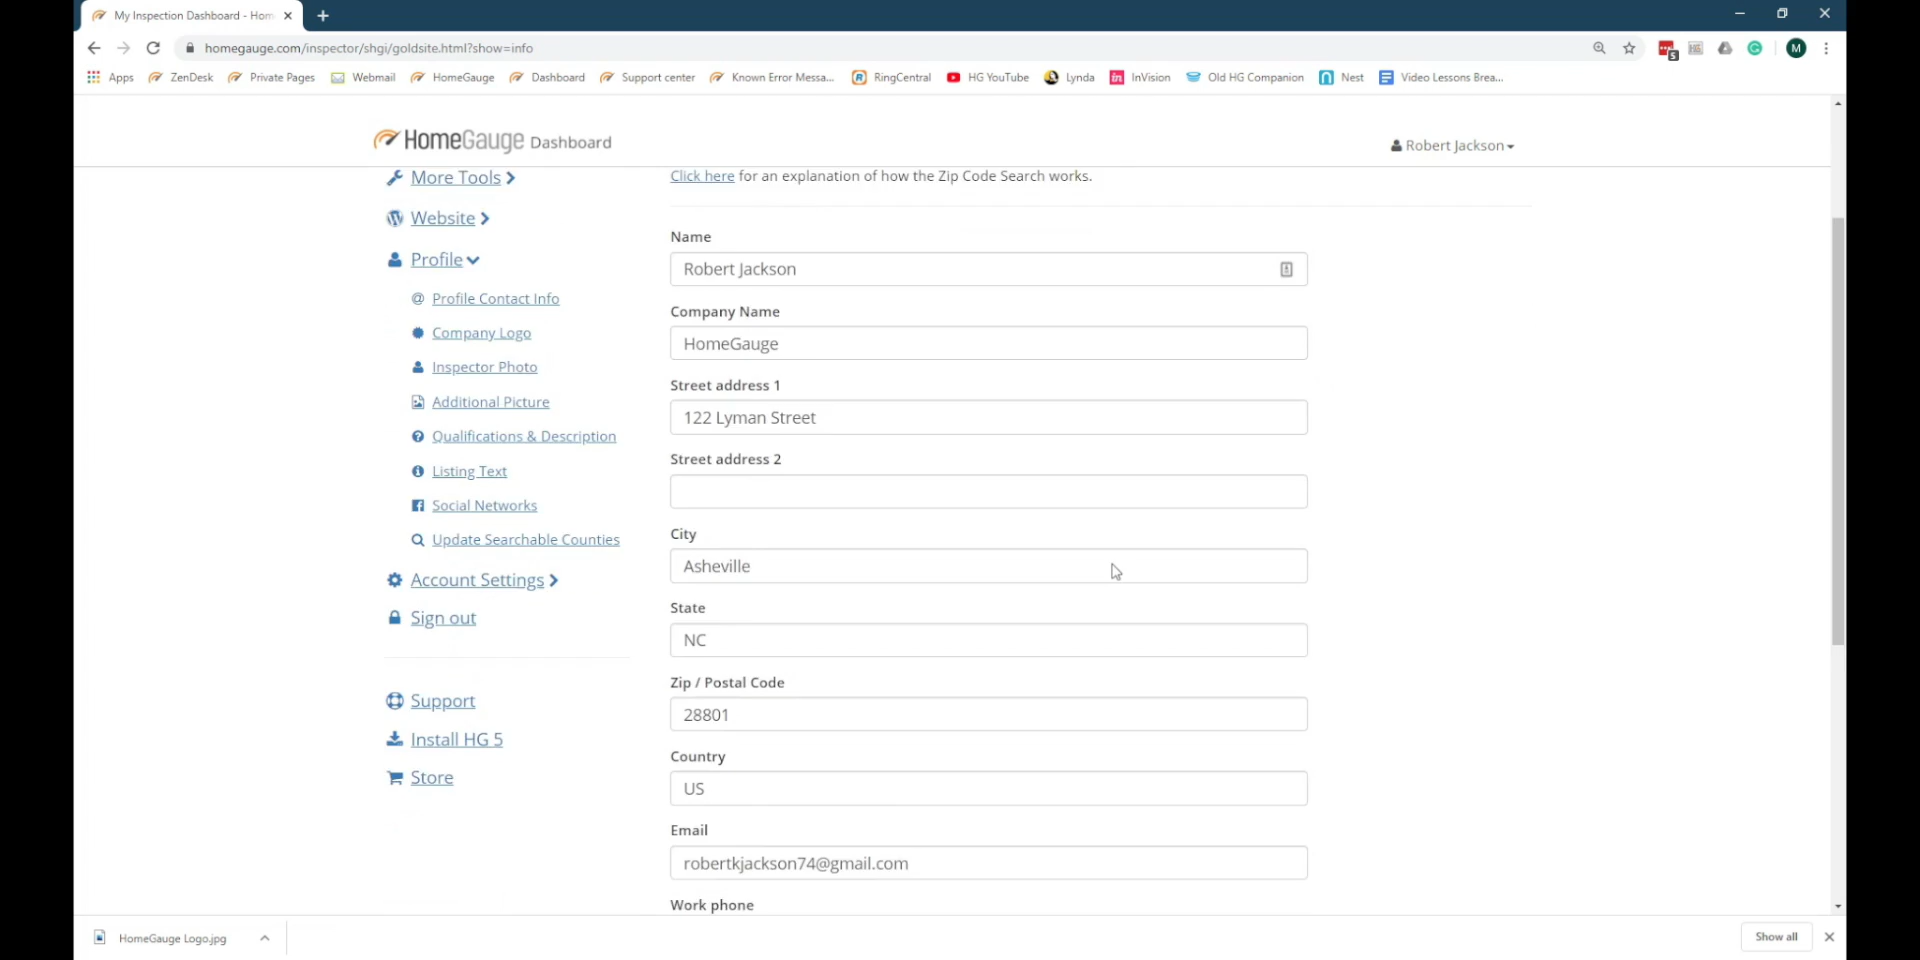 My Inspection Dashboard - Hom
homegauge.com/inspector/shgi/goldsite.html?show=info
5
M
Apps
ZenDesk
Private Pages
Webmail
HomeGauge
Dashboard
Support center
Known Error Messa...
RingCentral
HG YouTube
Lynda
in InVision
Old HG Companion
Nest
Video Lessons Brea...
HomeGauge Dashboard
Robert Jackson
More Tools
Website
Profile
Profile Contact Info
Company Logo
Inspector Photo
Additional Picture
Qualifications & Description
Listing Text
Social Networks
Update Searchable Counties
Account Settings
Sign out
Support
Install HG 5
Store
Click here for an explanation of how the Zip Code Search works.
Name
Robert Jackson
Company Name
HomeGauge
Street address 1
122 Lyman Street
Street address 2
City
Asheville
State
NC
Zip / Postal Code
28801
Country
US
Email
robertkjackson74@gmail.com
Work phone
HomeGauge Logo.jpg
Show all